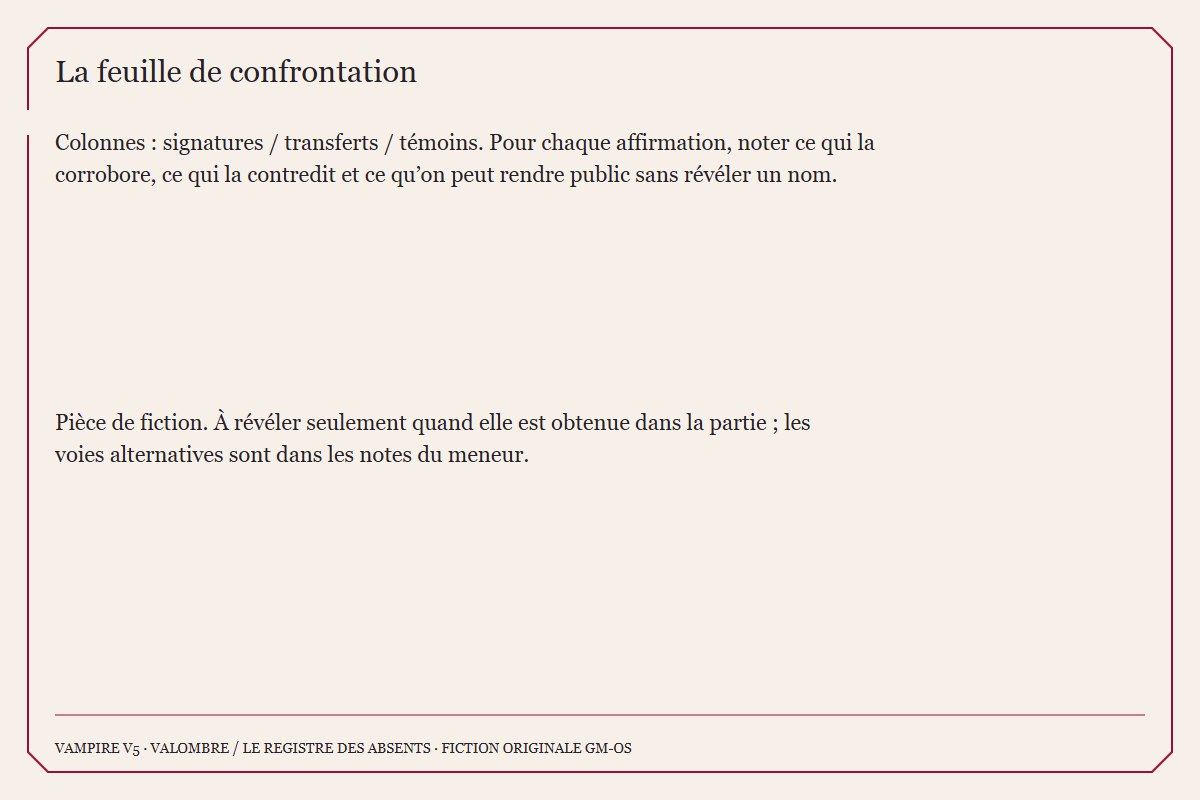 La feuille de confrontation
Colonnes : signatures / transferts / témoins. Pour chaque affirmation, noter ce qui la
corrobore, ce qui la contredit et ce qu’on peut rendre public sans révéler un nom.
Pièce de fiction. À révéler seulement quand elle est obtenue dans la partie ; les
voies alternatives sont dans les notes du meneur.
VAMPIRE V5 · VALOMBRE / LE REGISTRE DES ABSENTS · FICTION ORIGINALE GM-OS